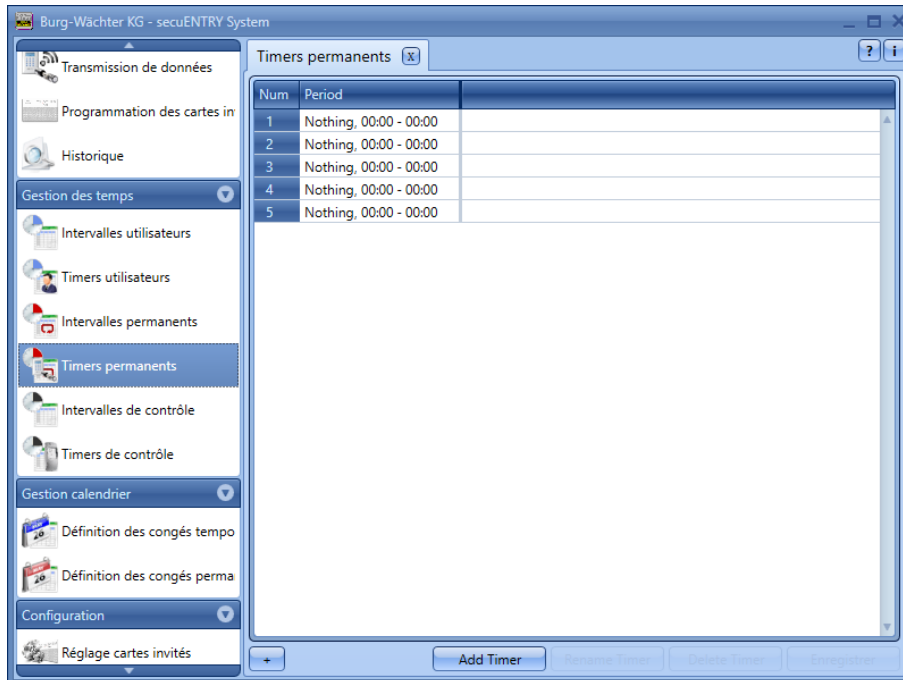 Burg-Wächter KG - secuENTRY System
Transmission de données
Programmation des cartes in
Historique
Gestion des temps
Intervalles utilisateurs
Timers utilisateurs
Intervalles permanents
Timers permanents
Intervalles de contrôle
Timers de contrôle
Gestion calendrier
Définition des congés tempo
Définition des congés perma
Configuration
Réglage cartes invités
Timers permanents x
? i
Num Period
1 Nothing, 00:00 - 00:00
2 Nothing, 00:00 - 00:00
3 Nothing, 00:00 - 00:00
4 Nothing, 00:00 - 00:00
5 Nothing, 00:00 - 00:00
+ Add Timer Rename Timer Delete Timer Enregistrer